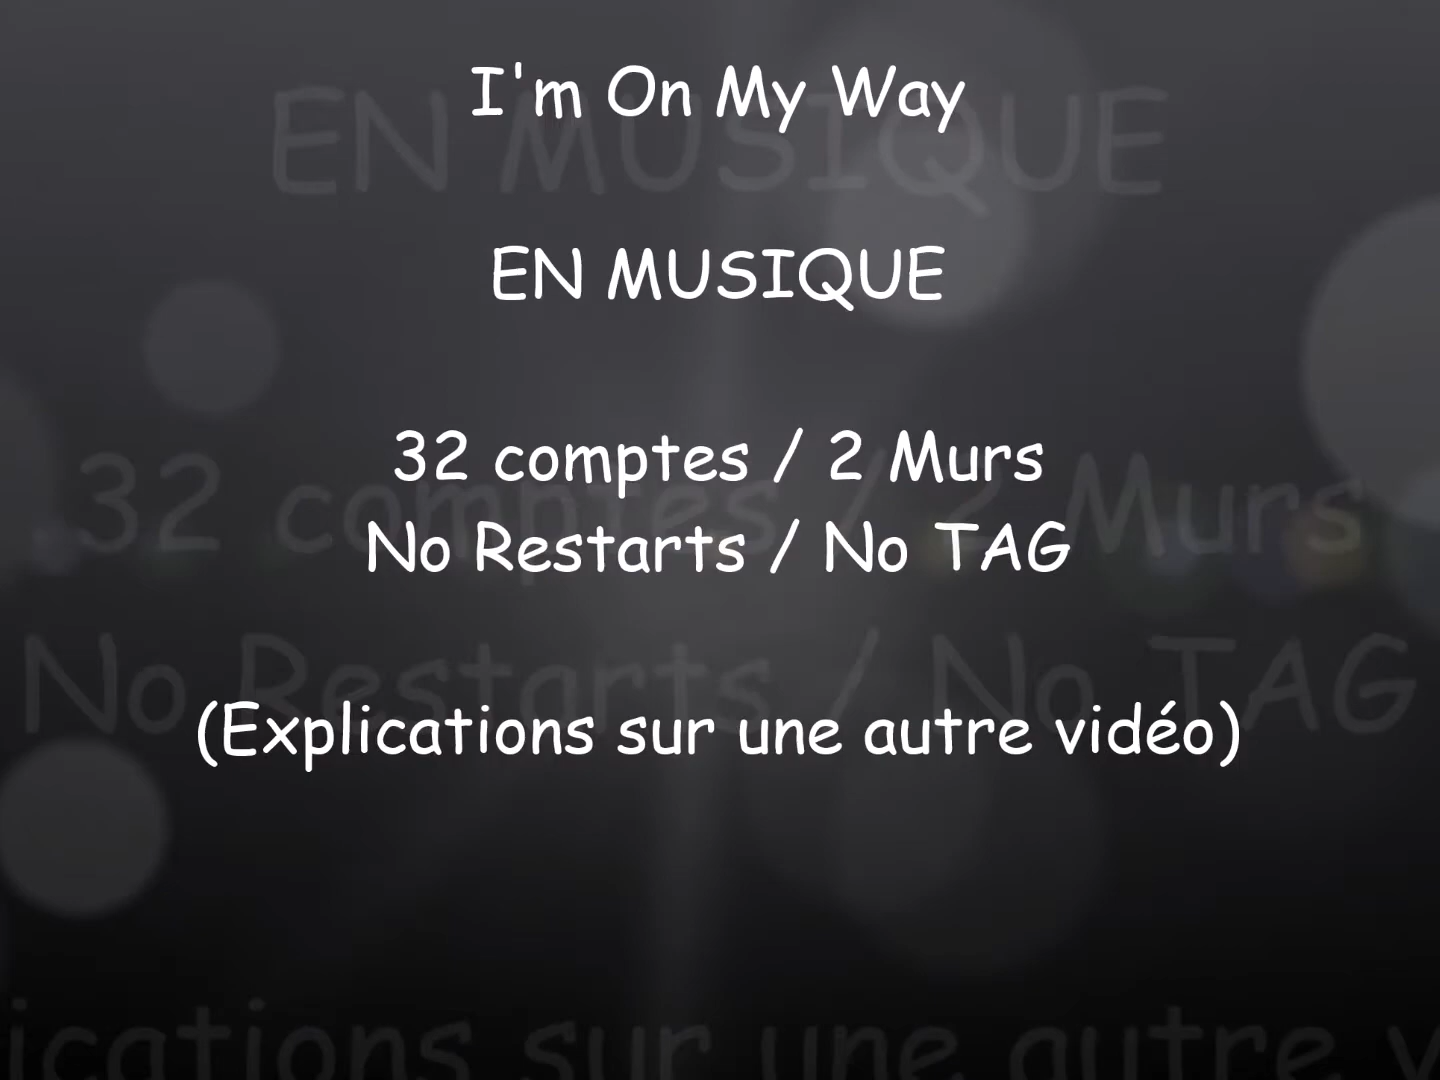 I'm On My Way
EN MUSIQUE
32 comptes / 2 Murs
No Restarts / No TAG
(Explications sur une autre vidéo)